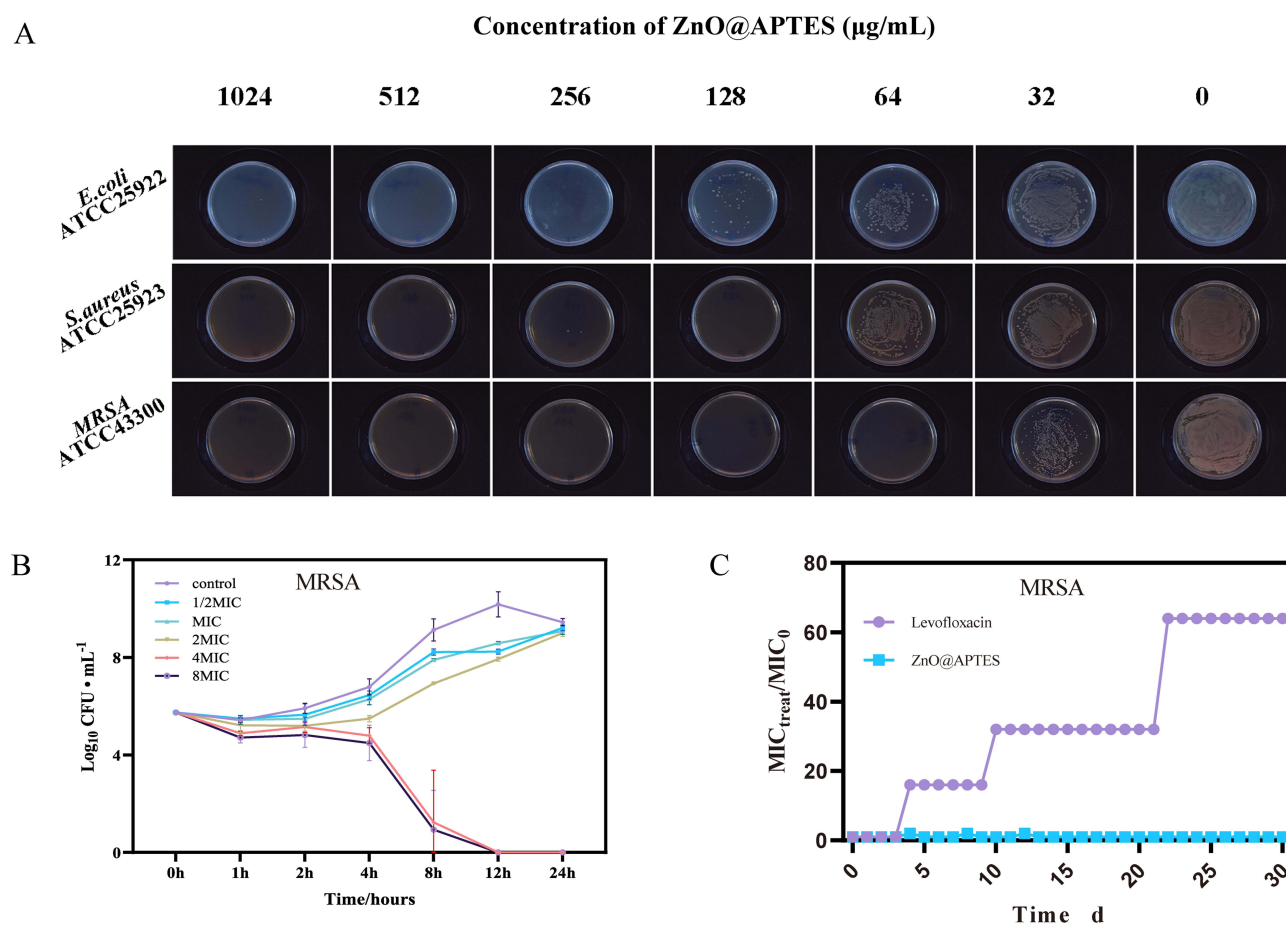 A
Concentration of ZnO@APTES (μg/mL)
1024 512 256 128 64 32 0
E.coli
ATCC25922
S.aureus
ATCC25923
MRSA
ATCC43300
B
MRSA
control
1/2MIC
MIC
2MIC
4MIC
8MIC
Log10 CFU • mL-1
12
8
4
0
0h 1h 2h 4h 8h 12h 24h
Time/hours
C
MRSA
Levofloxacin
ZnO@APTES
MICtreat/MIC0
80
60
40
20
0
0 5 10 15 20 25 30
Time d